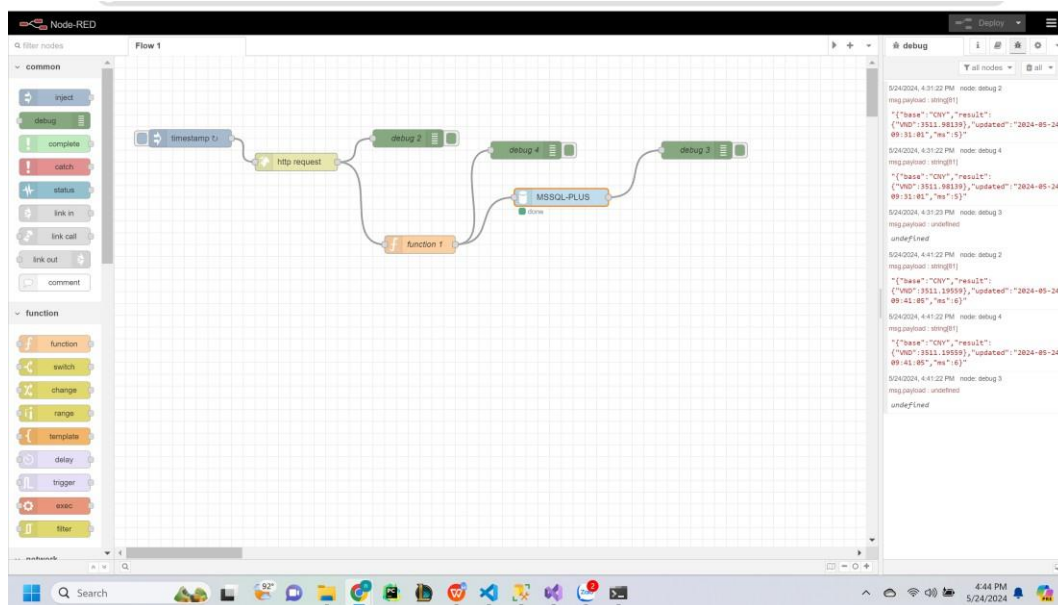 Node-RED
Deploy
filter nodes
Flow 1
debug
i
all nodes
all
common
inject
debug
complete
catch
status
link in
link call
link out
comment
function
function
switch
change
range
template
delay
trigger
exec
filter
network
timestamp ↻
http request
debug 2
function 1
debug 4
MSSQL-PLUS
done
debug 3
5/24/2024, 4:31:22 PM node: debug 2
msg.payload : string[81]
"{"base":"CNY","result":
{"VND":3511.98139},"updated":"2024-05-24
09:31:01","ms":5}"
5/24/2024, 4:31:22 PM node: debug 4
msg.payload : string[81]
"{"base":"CNY","result":
{"VND":3511.98139},"updated":"2024-05-24
09:31:01","ms":5}"
5/24/2024, 4:31:23 PM node: debug 3
msg.payload : undefined
undefined
5/24/2024, 4:41:22 PM node: debug 2
msg.payload : string[81]
"{"base":"CNY","result":
{"VND":3511.19559},"updated":"2024-05-24
09:41:05","ms":6}"
5/24/2024, 4:41:22 PM node: debug 4
msg.payload : string[81]
"{"base":"CNY","result":
{"VND":3511.19559},"updated":"2024-05-24
09:41:05","ms":6}"
5/24/2024, 4:41:22 PM node: debug 3
msg.payload : undefined
undefined
Search
92°
PC
Zalo
2
4:44 PM
5/24/2024
PRE